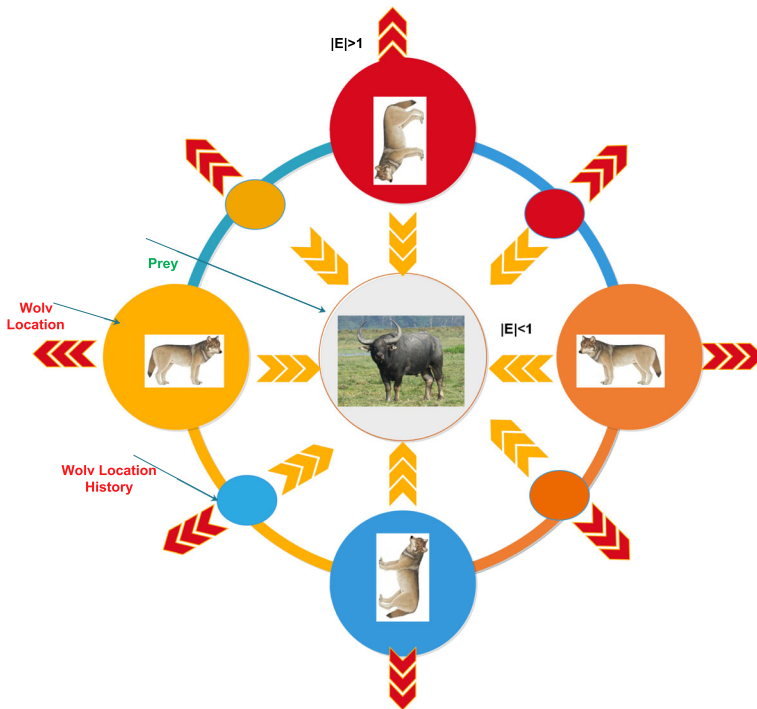 |E|>1
Prey
Wolv
Location
|E|<1
Wolv Location
History